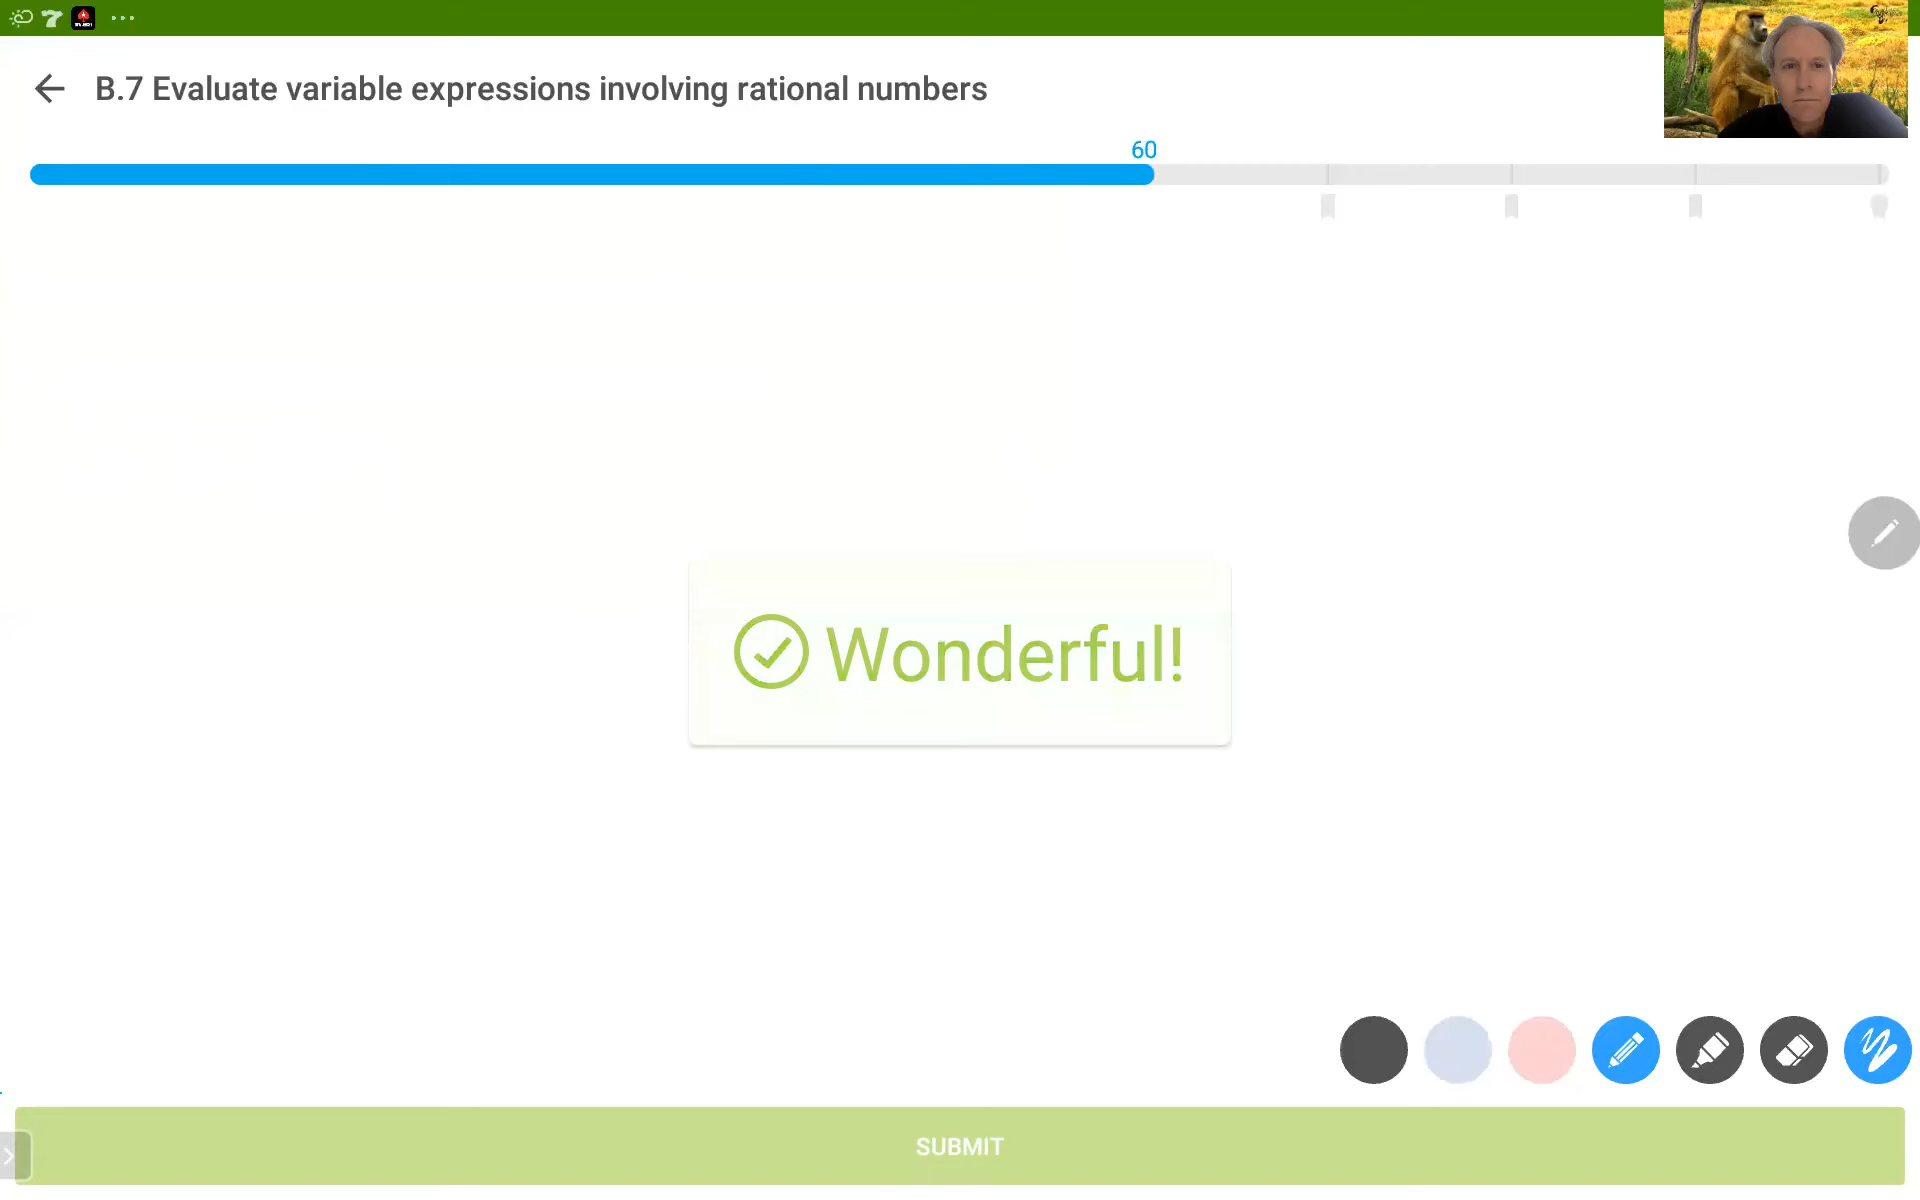 B.7 Evaluate variable expressions involving rational numbers
60
Wonderful!
SUBMIT